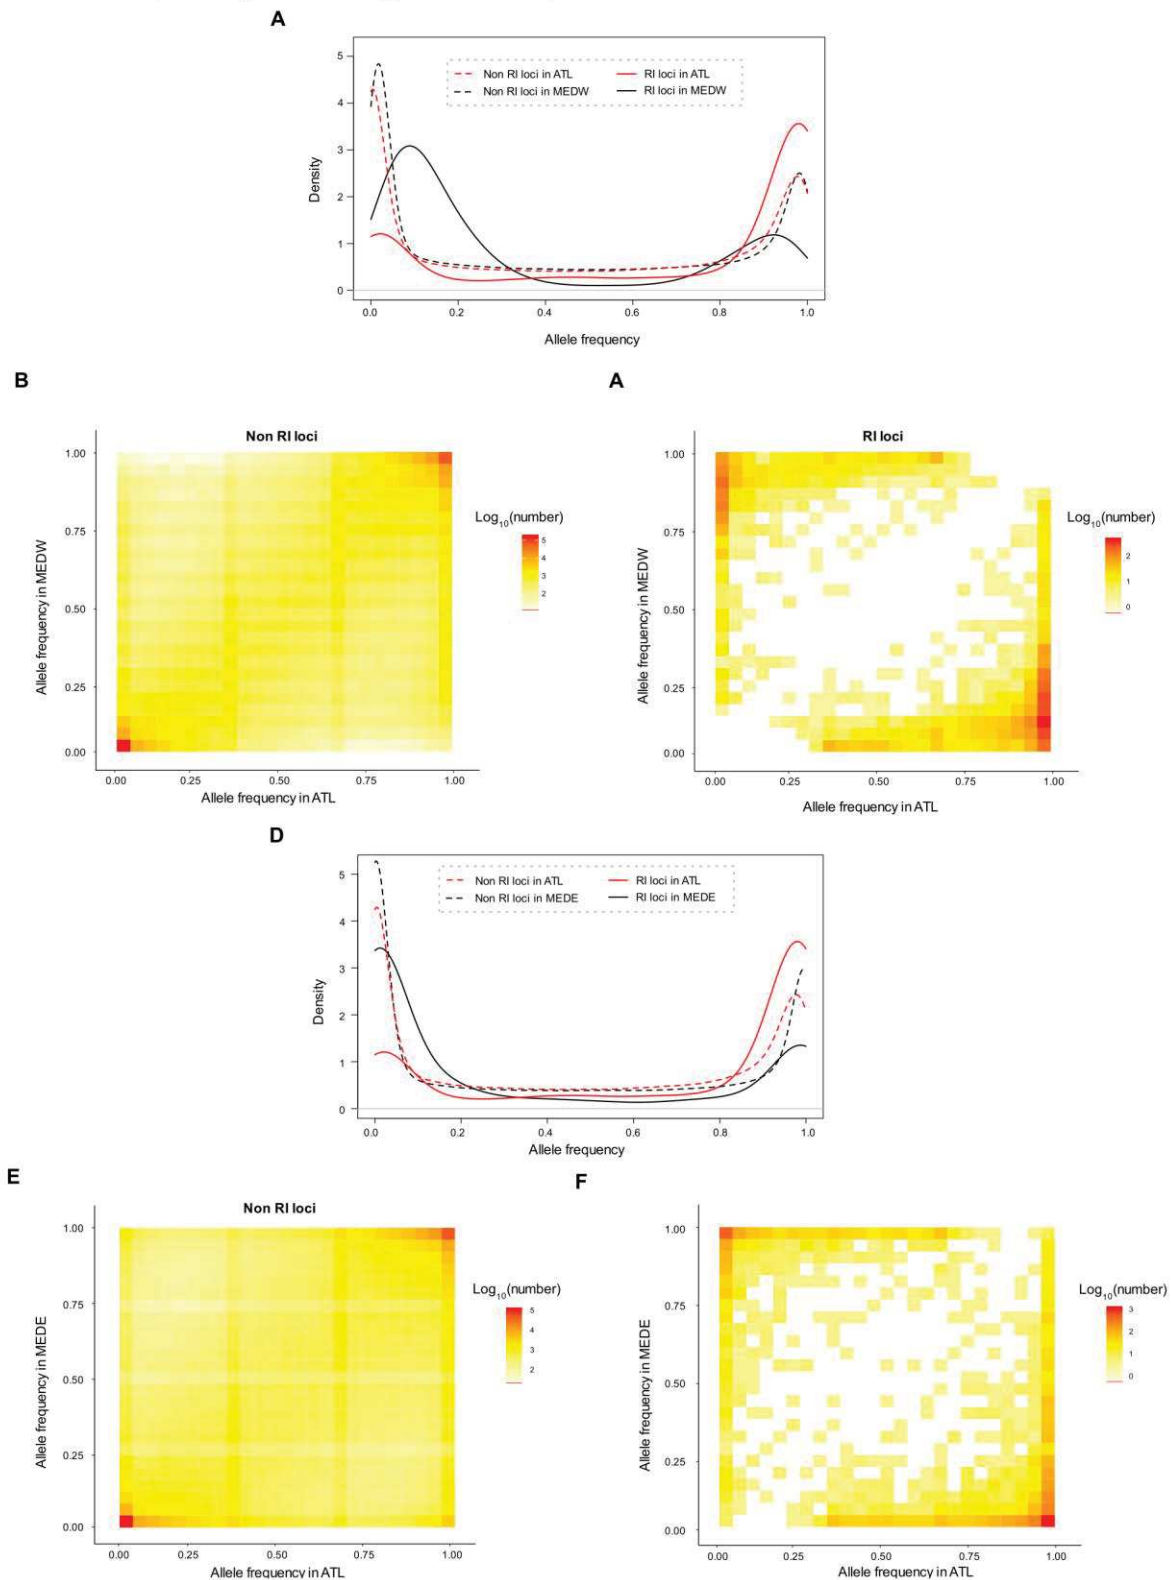 A
Density
5
4
3
2
1
0
Non RI loci in ATL
RI loci in ATL
Non RI loci in MEDW
RI loci in MEDW
0.0 0.2 0.4 0.6 0.8 1.0
Allele frequency
B
Non RI loci
Allele frequency in MEDW
1.00
0.75
0.50
0.25
0.00
0.00 0.25 0.50 0.75 1.00
Allele frequency in ATL
Log10(number)
5
4
3
2
A
RI loci
Allele frequency in MEDW
1.00
0.75
0.50
0.25
0.00
0.00 0.25 0.50 0.75 1.00
Allele frequency in ATL
Log10(number)
2
1
0
D
Density
5
4
3
2
1
0
Non RI loci in ATL
RI loci in ATL
Non RI loci in MEDE
RI loci in MEDE
0.0 0.2 0.4 0.6 0.8 1.0
Allele frequency
E
Non RI loci
Allele frequency in MEDE
1.00
0.75
0.50
0.25
0.00
0.00 0.25 0.50 0.75 1.00
Allele frequency in ATL
Log10(number)
5
4
3
2
F
Allele frequency in MEDE
1.00
0.75
0.50
0.25
0.00
0.00 0.25 0.50 0.75 1.00
Allele frequency in ATL
Log10(number)
3
2
1
0